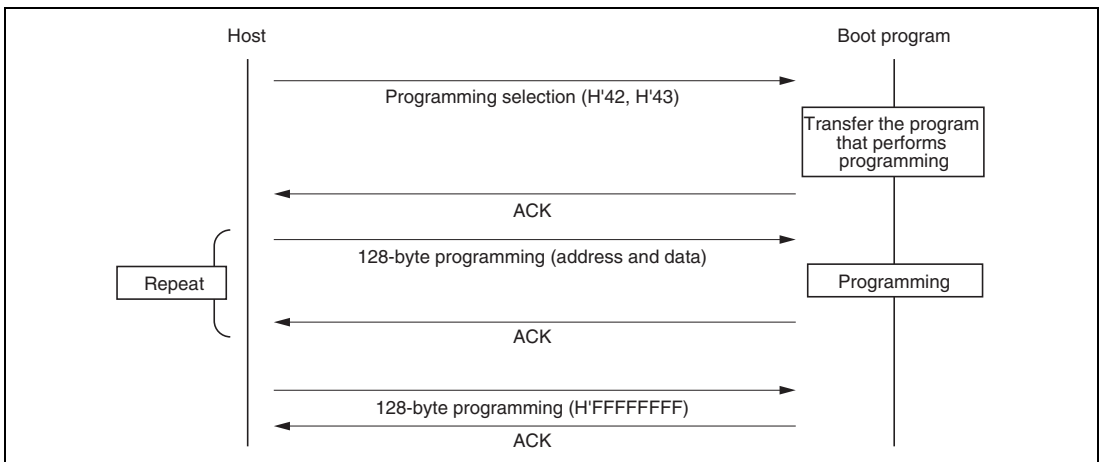 Host
Boot program
Programming selection (H'42, H'43)
Transfer the program
that performs
programming
ACK
128-byte programming (address and data)
Repeat
Programming
ACK
128-byte programming (H'FFFFFFFF)
ACK